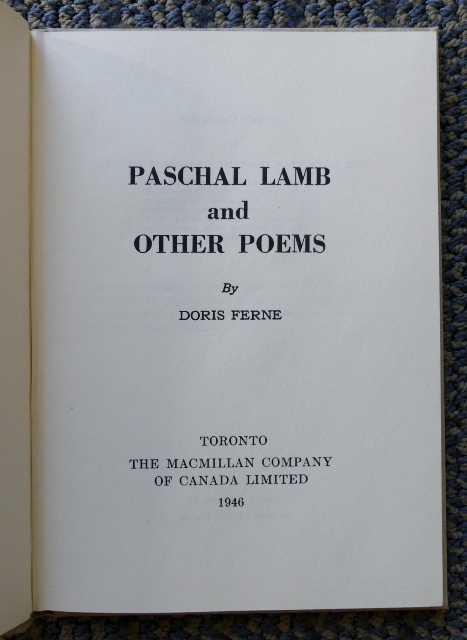 PASCHAL LAMB
and
OTHER POEMS
By
DORIS FERNE
TORONTO
THE MACMILLAN COMPANY
OF CANADA LIMITED
1946